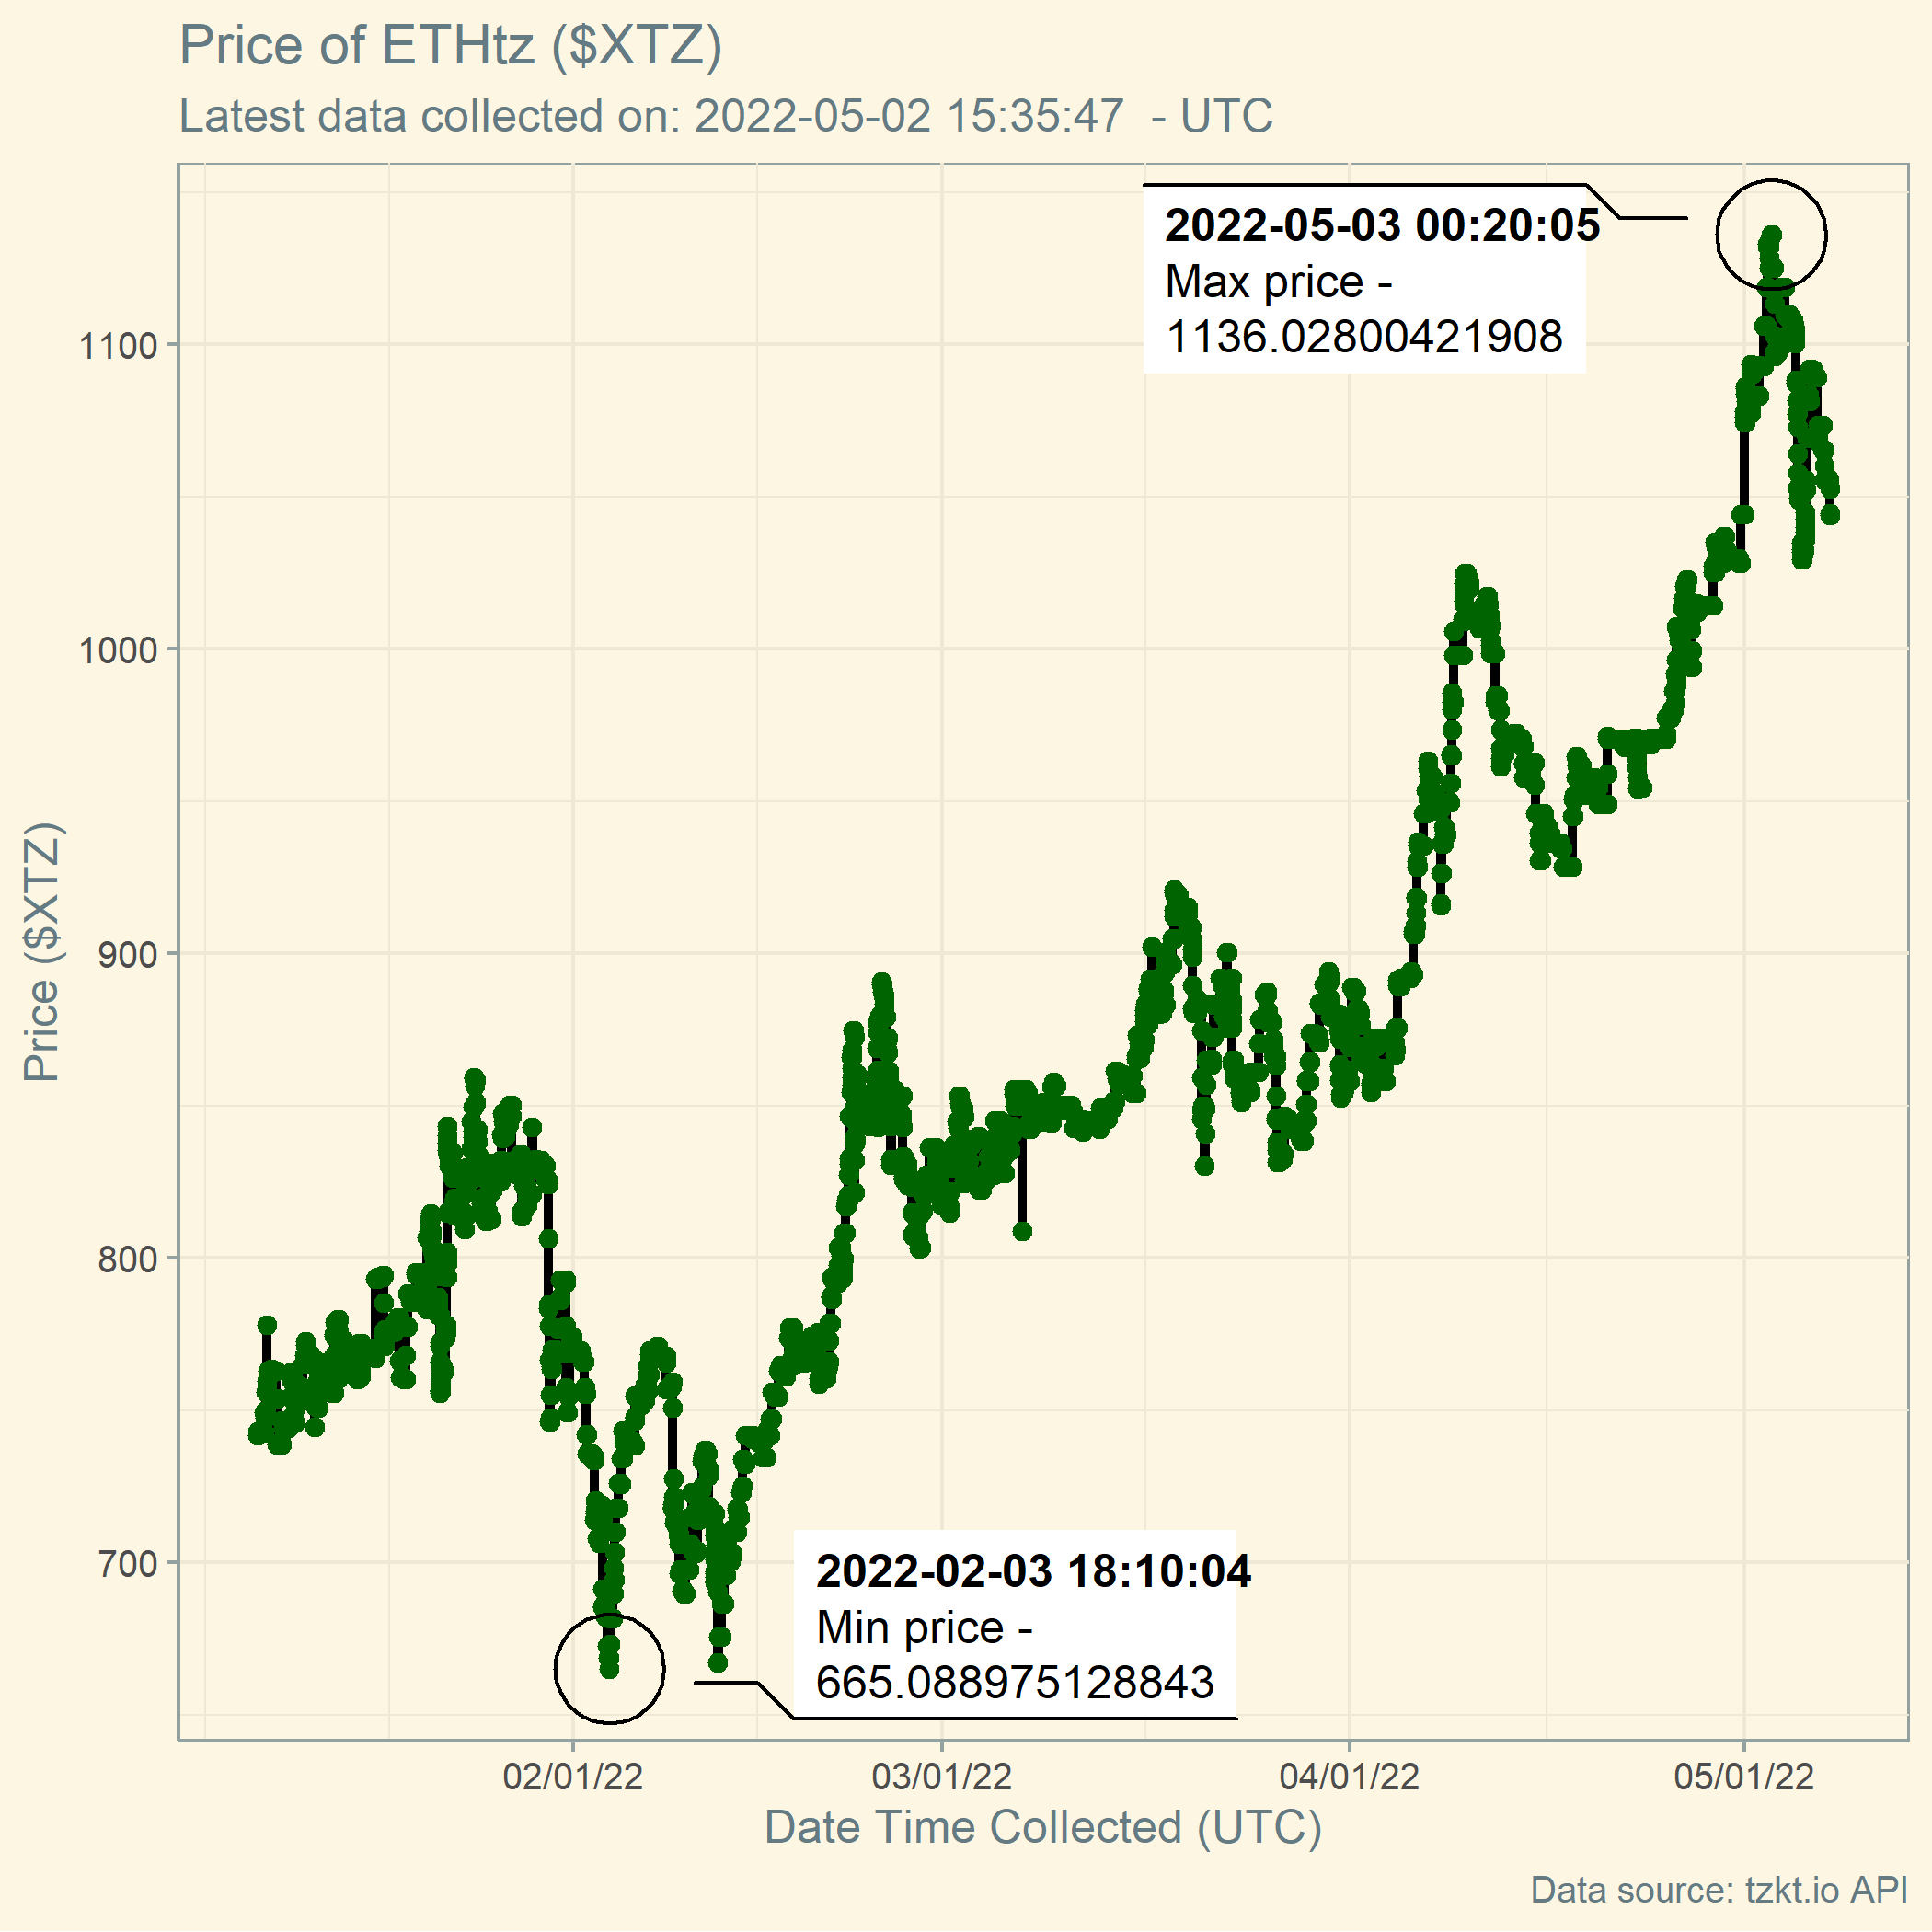 Price of ETHtz ($XTZ)
Latest data collected on: 2022-05-02 15:35:47  - UTC
2022-05-03 00:20:05
Max price -
1136.02800421908
1100
1000
900
800
700
Price ($XTZ)
2022-02-03 18:10:04
Min price -
665.088975128843
02/01/22
03/01/22
04/01/22
05/01/22
Date Time Collected (UTC)
Data source: tzkt.io API